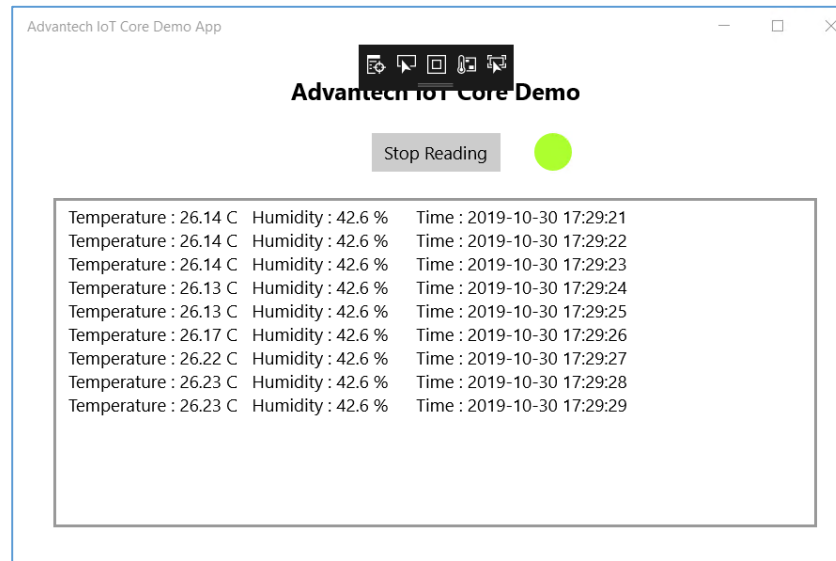 Advantech IoT Core Demo App
Advantech IoT Core Demo
Stop Reading
Temperature : 26.14 C Humidity : 42.6 % Time : 2019-10-30 17:29:21
Temperature : 26.14 C Humidity : 42.6 % Time : 2019-10-30 17:29:22
Temperature : 26.14 C Humidity : 42.6 % Time : 2019-10-30 17:29:23
Temperature : 26.13 C Humidity : 42.6 % Time : 2019-10-30 17:29:24
Temperature : 26.13 C Humidity : 42.6 % Time : 2019-10-30 17:29:25
Temperature : 26.17 C Humidity : 42.6 % Time : 2019-10-30 17:29:26
Temperature : 26.22 C Humidity : 42.6 % Time : 2019-10-30 17:29:27
Temperature : 26.23 C Humidity : 42.6 % Time : 2019-10-30 17:29:28
Temperature : 26.23 C Humidity : 42.6 % Time : 2019-10-30 17:29:29